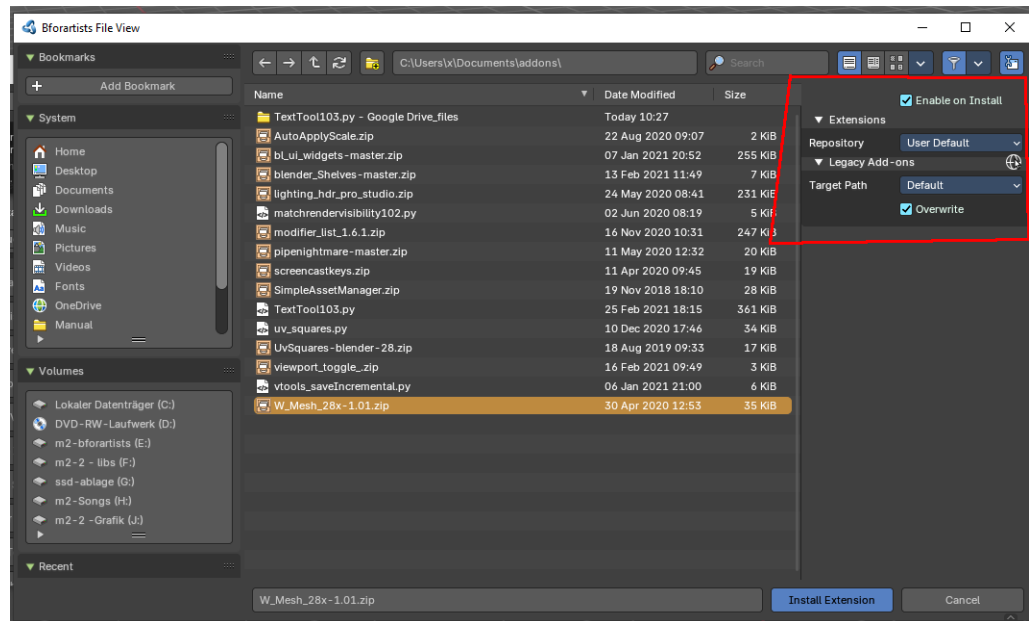 Bforartists File View
Bookmarks
Add Bookmark
System
Home
Desktop
Documents
Downloads
Music
Pictures
Videos
Fonts
OneDrive
Manual
Volumes
Lokaler Datenträger (C:)
DVD-RW-Laufwerk (D:)
m2-bforartists (E:)
m2-2 - libs (F:)
ssd-ablage (G:)
m2-Songs (H:)
m2-2 -Grafik (J:)
Recent
C:\Users\x\Documents\addons\
Search
Name Date Modified Size
TextTool103.py - Google Drive_files Today 10:27
AutoApplyScale.zip 22 Aug 2020 09:07 2 KiB
bl_ui_widgets-master.zip 07 Jan 2021 20:52 255 KiB
blender_Shelves-master.zip 13 Feb 2021 11:49 7 KiB
lighting_hdr_pro_studio.zip 24 May 2020 08:41 231 KiB
matchrendervisibility102.py 02 Jun 2020 08:19 5 KiB
modifier_list_1.6.1.zip 16 Nov 2020 10:31 247 KiB
pipenightmare-master.zip 11 May 2020 12:32 20 KiB
screencastkeys.zip 11 Apr 2020 09:45 19 KiB
SimpleAssetManager.zip 19 Nov 2018 18:10 28 KiB
TextTool103.py 25 Feb 2021 18:15 361 KiB
uv_squares.py 10 Dec 2020 17:46 34 KiB
UvSquares-blender-28.zip 18 Aug 2019 09:33 17 KiB
viewport_toggle_.zip 16 Feb 2021 09:49 3 KiB
vtools_saveIncremental.py 06 Jan 2021 21:00 6 KiB
W_Mesh_28x-1.01.zip 30 Apr 2020 12:53 35 KiB
Enable on Install
Extensions
Repository User Default
Legacy Add-ons
Target Path Default
Overwrite
W_Mesh_28x-1.01.zip
Install Extension
Cancel